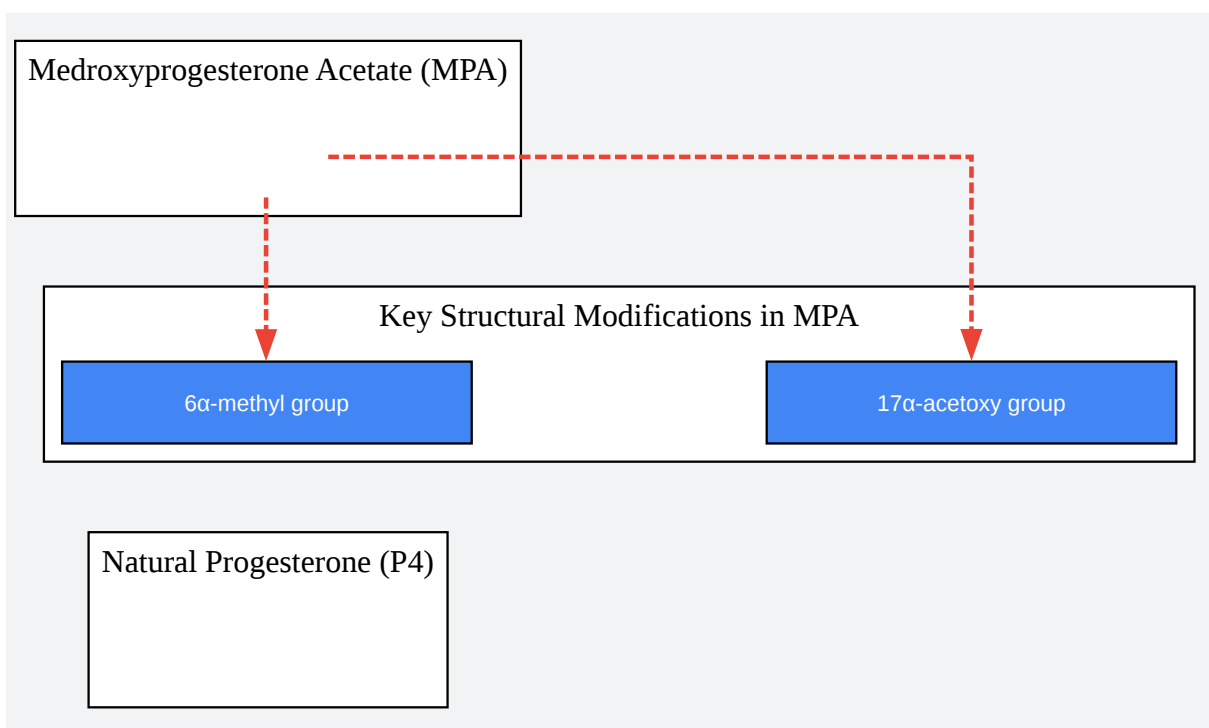 Medroxyprogesterone Acetate (MPA)
Key Structural Modifications in MPA
6α-methyl group
17α-acetoxy group
Natural Progesterone (P4)